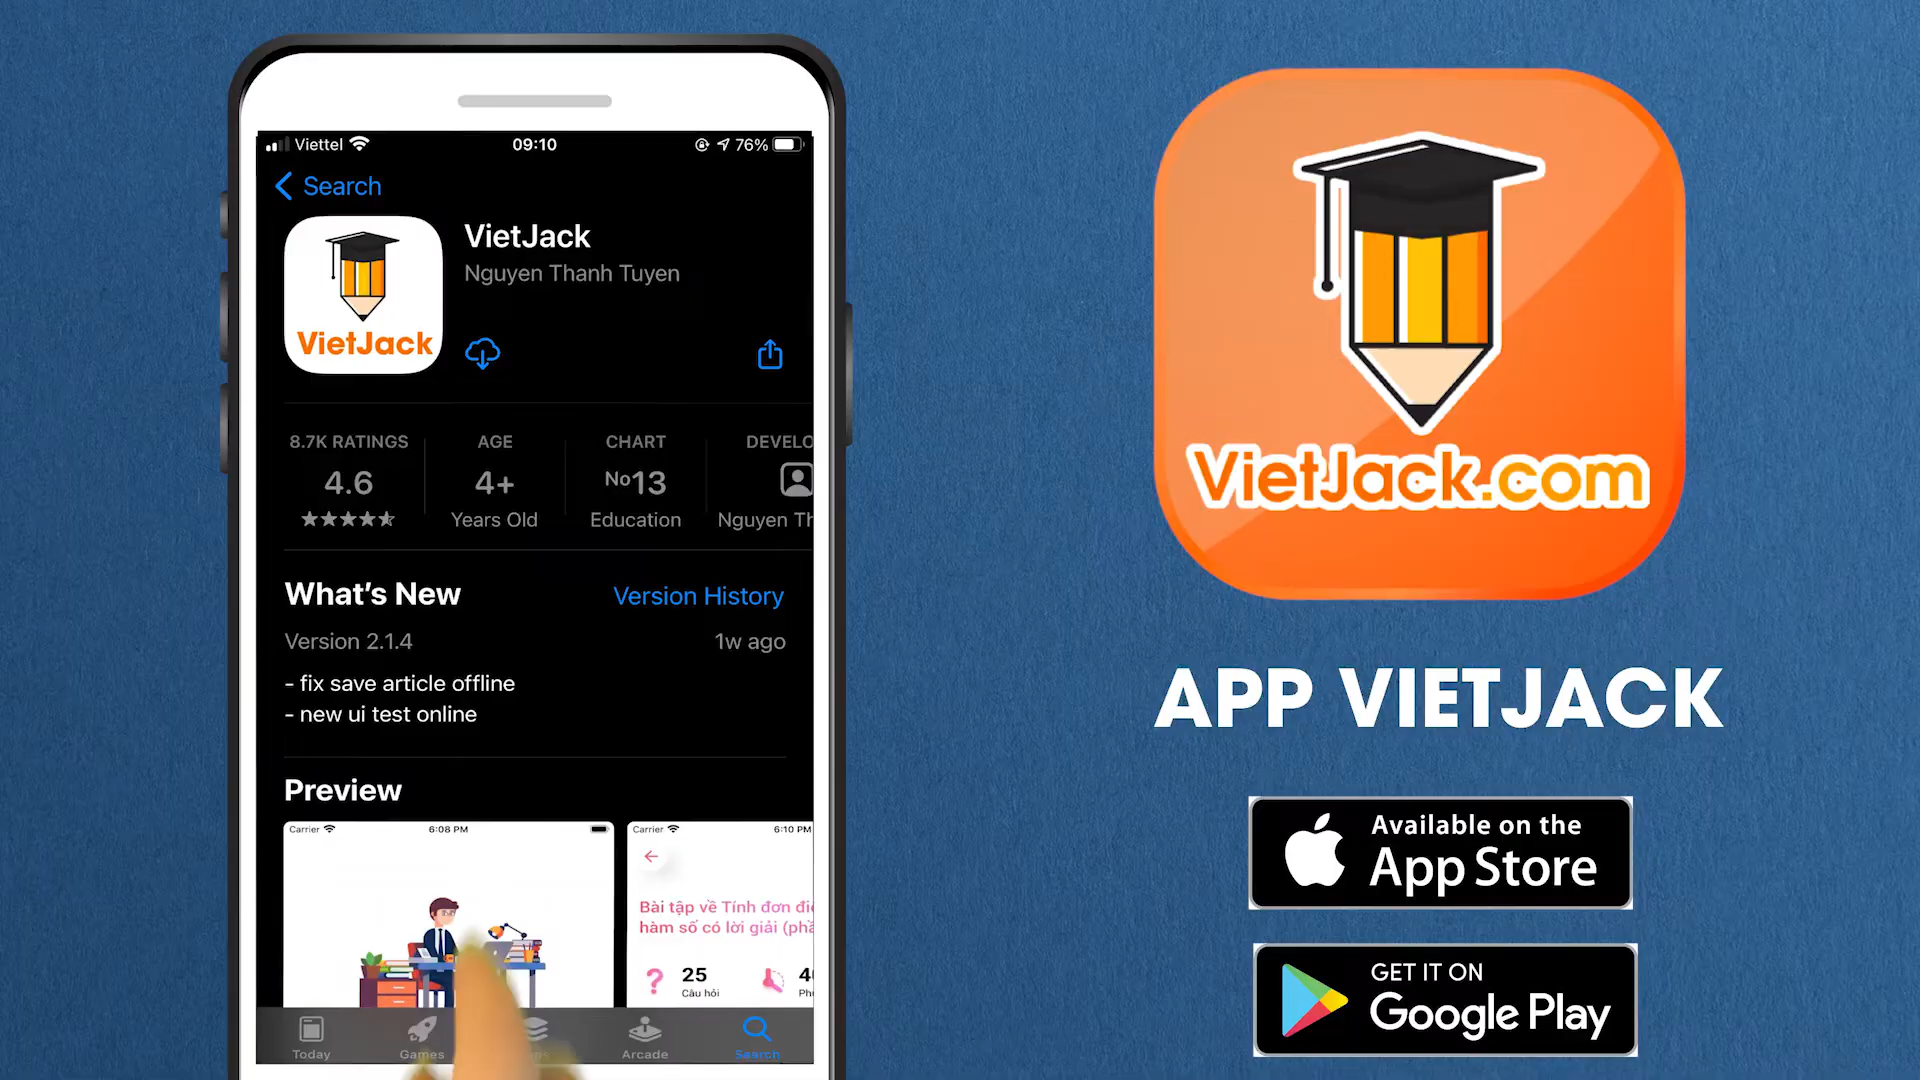 Viettel 09:10 76%
Search
VietJack
Nguyen Thanh Tuyen
VietJack
8.7K RATINGS AGE CHART DEVELO
4.6 4+ No13
Years Old Education Nguyen Th
What's New Version History
Version 2.1.4 1w ago
- fix save article offline
- new ui test online
Preview
Carrier 6:08 PM
Carrier 6:10 PM
Bài tập về Tính đơn
hàm số có lời giải
25
Câu hỏi
Today Games Arcade Search
VietJack.com
APP VIETJACK
Available on the
App Store
GET IT ON
Google Play